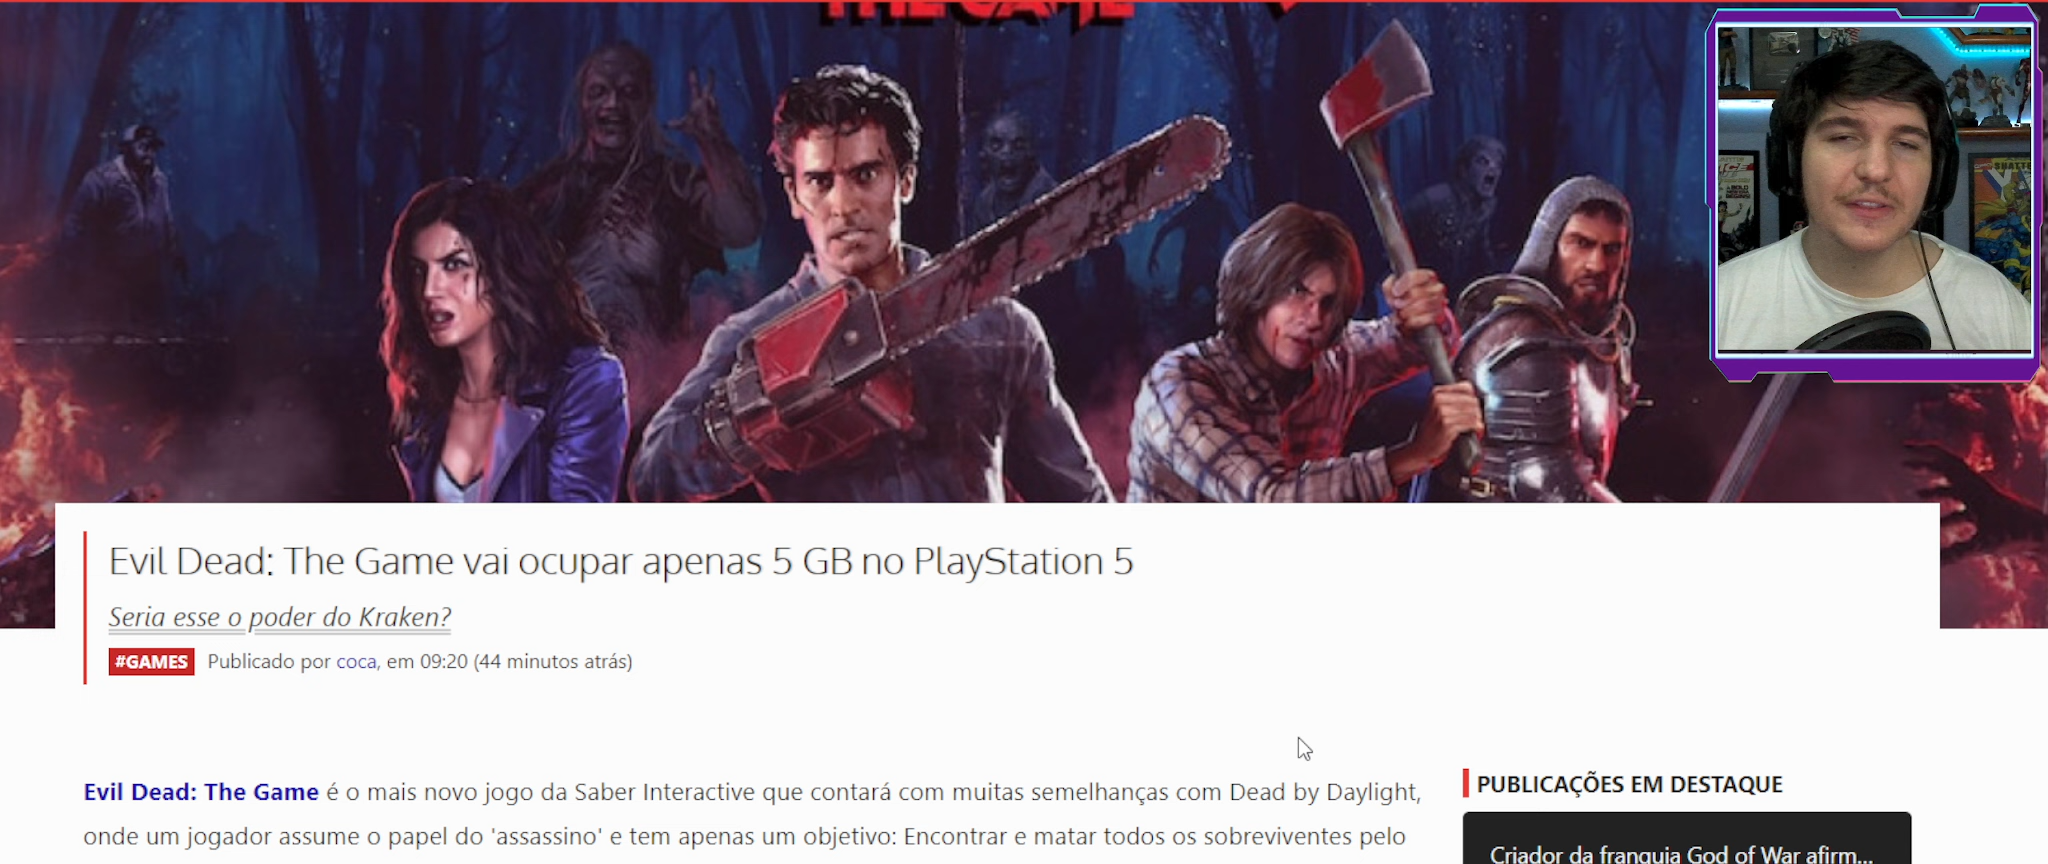 THE GAME
Evil Dead: The Game vai ocupar apenas 5 GB no PlayStation 5
Seria esse o poder do Kraken?
#GAMES Publicado por coca, em 09:20 (44 minutos atrás)
Evil Dead: The Game é o mais novo jogo da Saber Interactive que contará com muitas semelhanças com Dead by Daylight,
onde um jogador assume o papel do 'assassino' e tem apenas um objetivo: Encontrar e matar todos os sobreviventes pelo
PUBLICAÇÕES EM DESTAQUE
Criador da franquia God of War afirm...